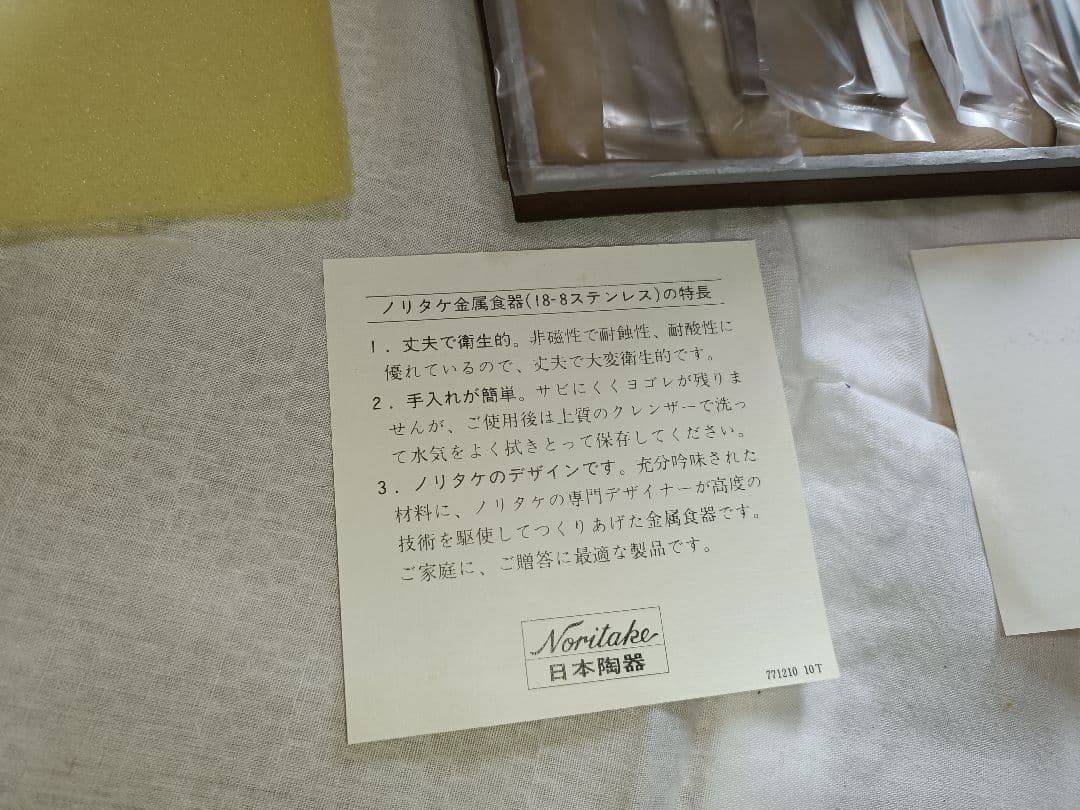 ノリタケ金属食器(18-8ステンレス)の特長
1. 丈夫で衛生的。非磁性で耐蝕性、耐酸性に
優れているので、丈夫で大変衛生的です。
2. 手入れが簡単。サビにくくヨゴレが残りま
せんが、ご使用後は上質のクレンザーで洗っ
て水気をよく拭きとって保存してください。
3. ノリタケのデザインです。充分吟味された
材料に、ノリタケの専門デザイナーが高度の
技術を駆使してつくりあげた金属食器です。
ご家庭に、ご贈答に最適な製品です。
Noritake
日本陶器
771210 10T